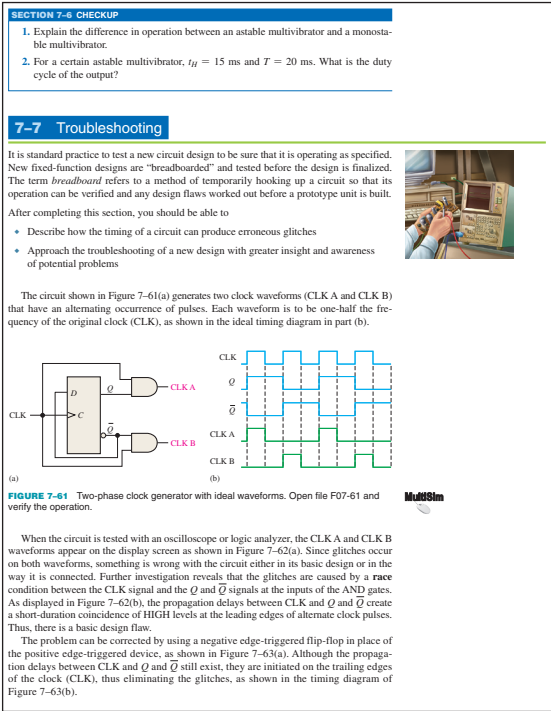 SECTION 7–6 CHECKUP
1. Explain the difference in operation between an astable multivibrator and a monosta-
ble multivibrator.
2. For a certain astable multivibrator, tH = 15 ms and T = 20 ms. What is the duty
cycle of the output?
7–7 Troubleshooting
It is standard practice to test a new circuit design to be sure that it is operating as specified.
New fixed-function designs are “breadboarded” and tested before the design is finalized.
The term breadboard refers to a method of temporarily hooking up a circuit so that its
operation can be verified and any design flaws worked out before a prototype unit is built.
After completing this section, you should be able to
◆ Describe how the timing of a circuit can produce erroneous glitches
◆ Approach the troubleshooting of a new design with greater insight and awareness
of potential problems
The circuit shown in Figure 7–61(a) generates two clock waveforms (CLK A and CLK B)
that have an alternating occurrence of pulses. Each waveform is to be one-half the fre-
quency of the original clock (CLK), as shown in the ideal timing diagram in part (b).
CLK
D
C
Q
Q̅
CLK A
CLK B
(a)
CLK
Q
Q̅
CLK A
CLK B
(b)
FIGURE 7–61 Two-phase clock generator with ideal waveforms. Open file F07-61 and
verify the operation.
MultiSim
When the circuit is tested with an oscilloscope or logic analyzer, the CLK A and CLK B
waveforms appear on the display screen as shown in Figure 7–62(a). Since glitches occur
on both waveforms, something is wrong with the circuit either in its basic design or in the
way it is connected. Further investigation reveals that the glitches are caused by a race
condition between the CLK signal and the Q and Q̅ signals at the inputs of the AND gates.
As displayed in Figure 7–62(b), the propagation delays between CLK and Q and Q̅ create
a short-duration coincidence of HIGH levels at the leading edges of alternate clock pulses.
Thus, there is a basic design flaw.
The problem can be corrected by using a negative edge-triggered flip-flop in place of
the positive edge-triggered device, as shown in Figure 7–63(a). Although the propaga-
tion delays between CLK and Q and Q̅ still exist, they are initiated on the trailing edges
of the clock (CLK), thus eliminating the glitches, as shown in the timing diagram of
Figure 7–63(b).